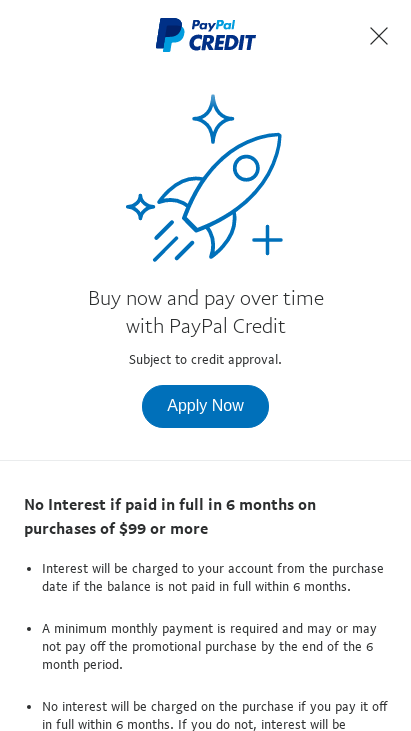 PayPal
CREDIT
Buy now and pay over time
with PayPal Credit
Subject to credit approval.
Apply Now
No Interest if paid in full in 6 months on
purchases of $99 or more
• Interest will be charged to your account from the purchase
date if the balance is not paid in full within 6 months.
• A minimum monthly payment is required and may or may
not pay off the promotional purchase by the end of the 6
month period.
• No interest will be charged on the purchase if you pay it off
in full within 6 months. If you do not, interest will be